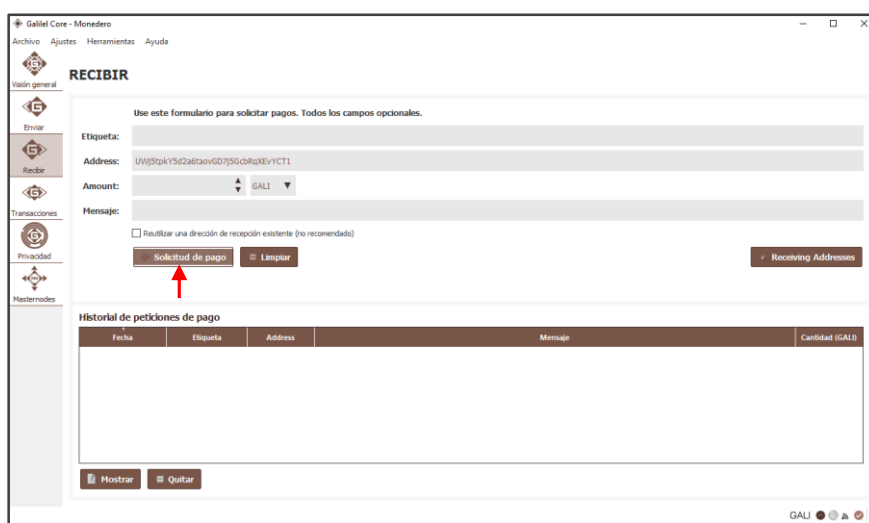 Galilel Core - Monedero
Archivo Ajustes Herramientas Ayuda
Visión general
RECIBIR
Enviar
Recibir
Transacciones
Privacidad
Masternodes
Use este formulario para solicitar pagos. Todos los campos opcionales.
Etiqueta:
Address: UWj5tpkY5d2a6taovGD7j5GcbRqXEvYCT1
Amount: GALI
Mensaje:
Reutilizar una dirección de recepción existente (no recomendado)
Solicitud de pago Limpiar Receiving Addresses
Historial de peticiones de pago
Fecha Etiqueta Address Mensaje Cantidad (GALI)
Mostrar Quitar
GALI